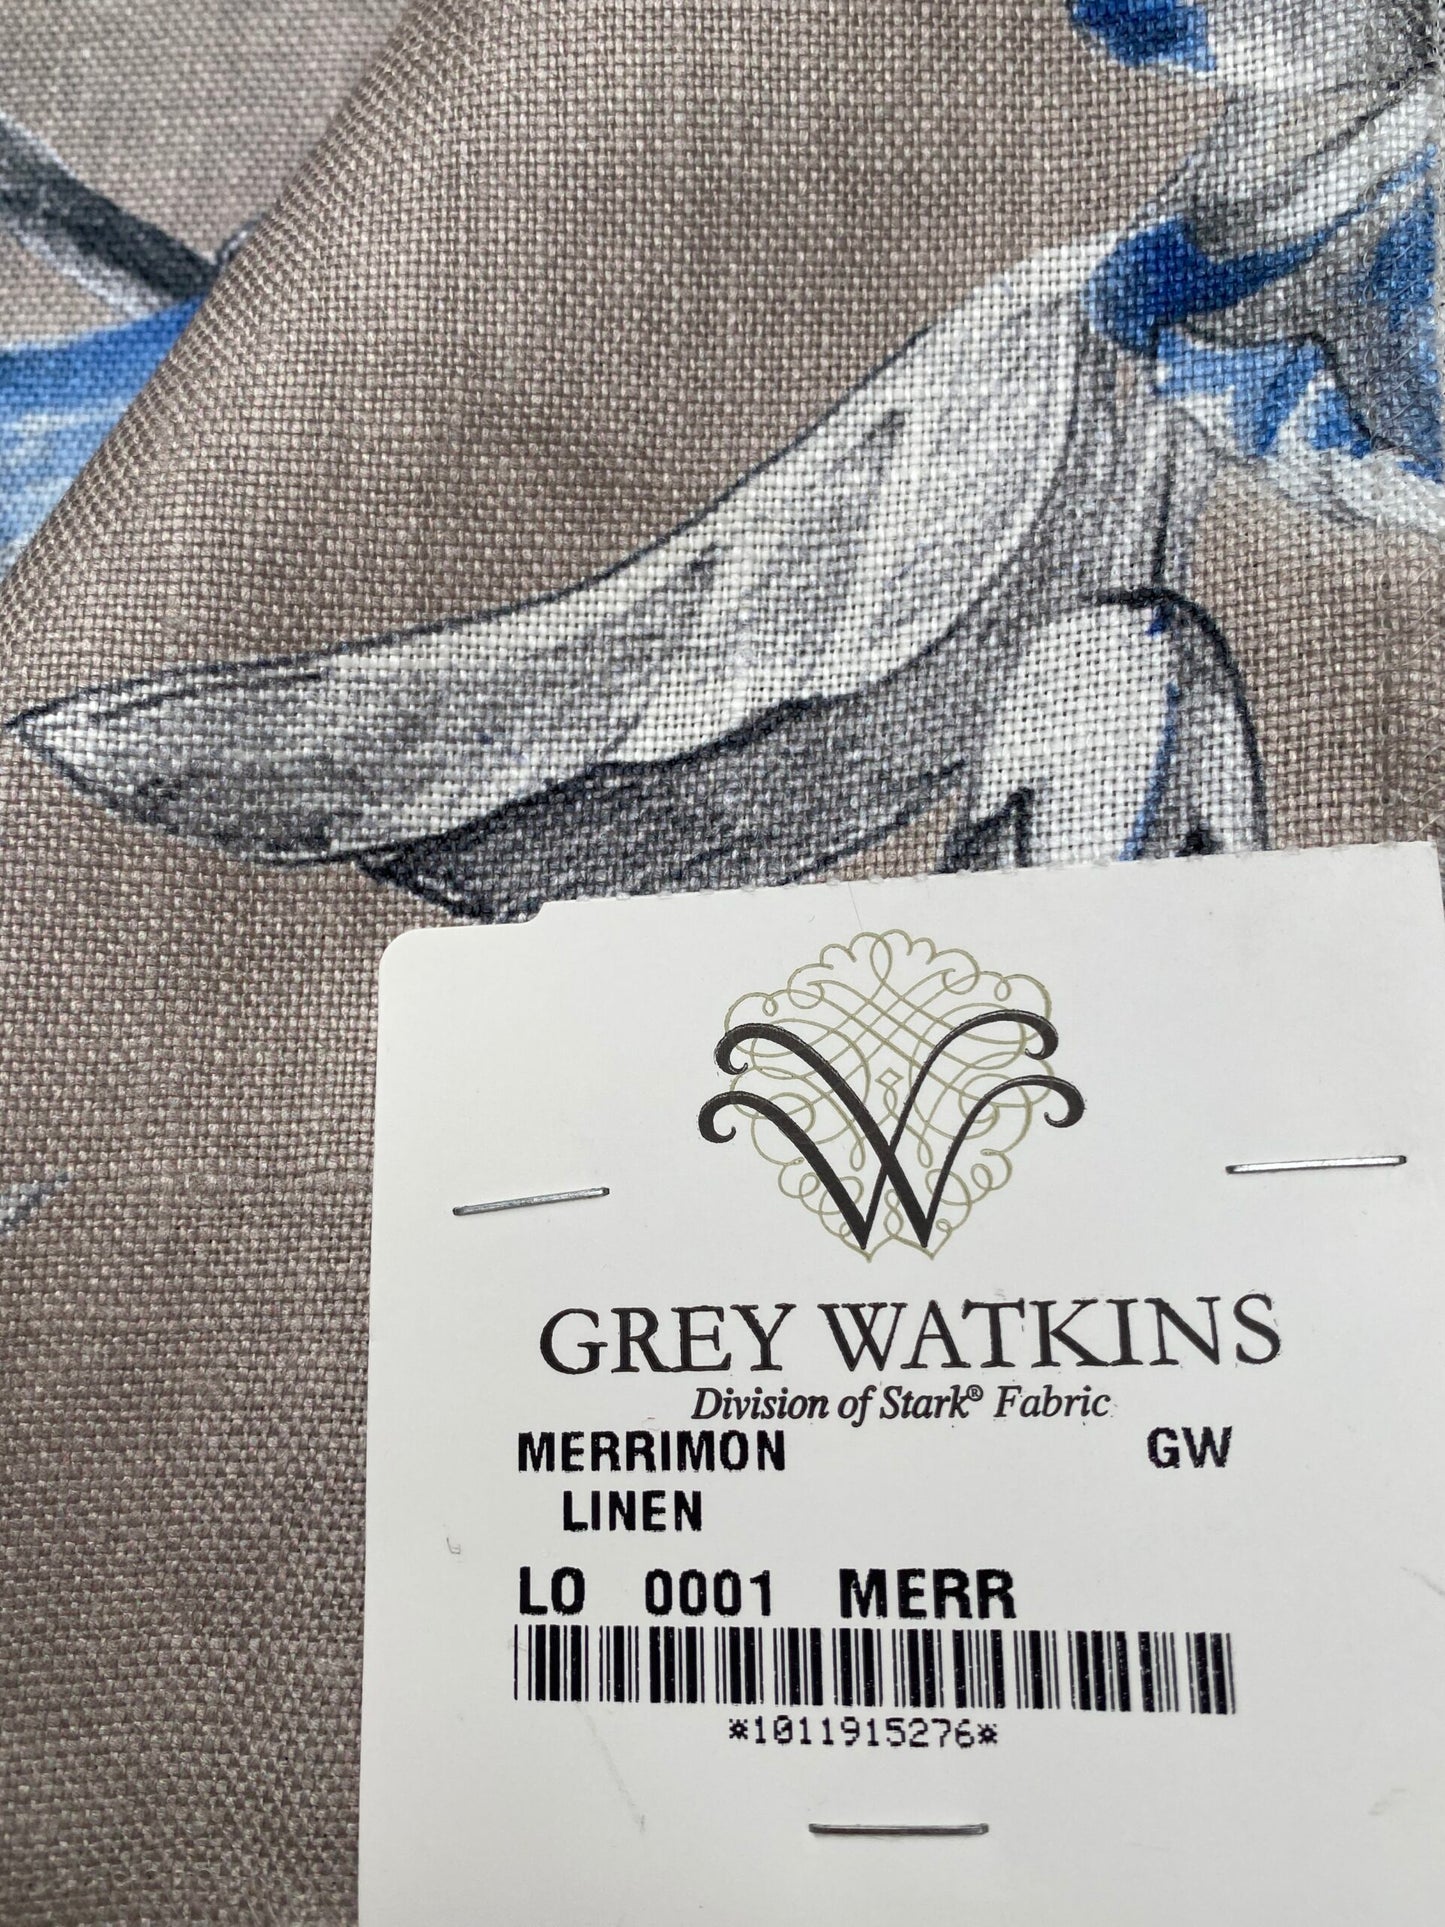 W
GREY WATKINS
Division of Stark® Fabric
MERRIMON GW
LINEN
LO 0001 MERR
*1011915276*